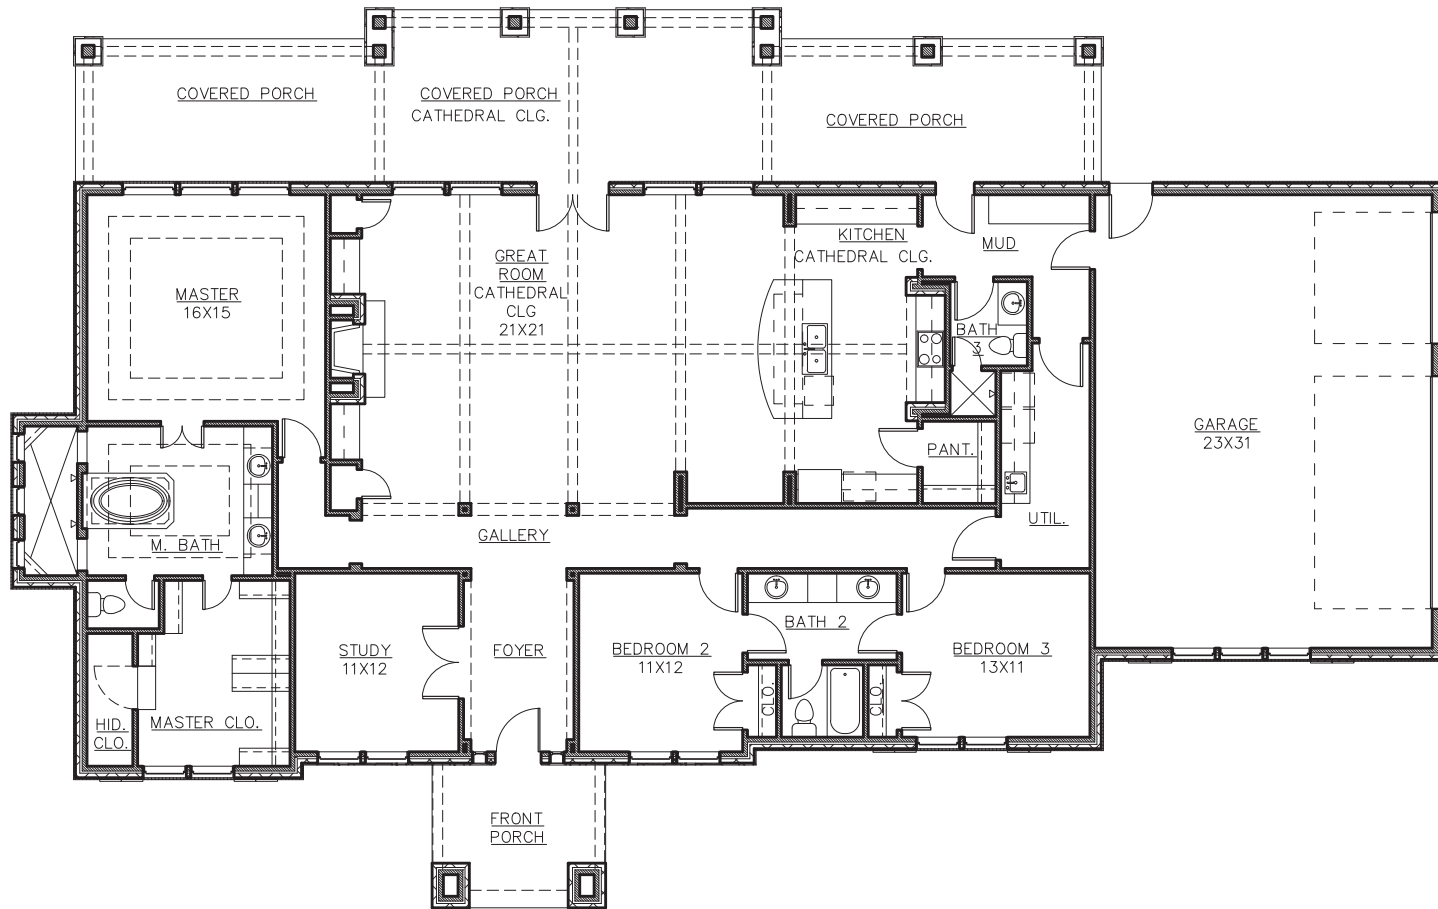 COVERED PORCH
COVERED PORCH
CATHEDRAL CLG.
COVERED PORCH
MASTER
16X15
GREAT
ROOM
CATHEDRAL
CLG
21X21
KITCHEN
CATHEDRAL CLG.
MUD
BATH
3
PANT.
GARAGE
23X31
M. BATH
GALLERY
UTIL.
STUDY
11X12
FOYER
BEDROOM 2
11X12
BATH 2
BEDROOM 3
13X11
CLO.
CLO.
HID.
CLO.
MASTER CLO.
FRONT
PORCH